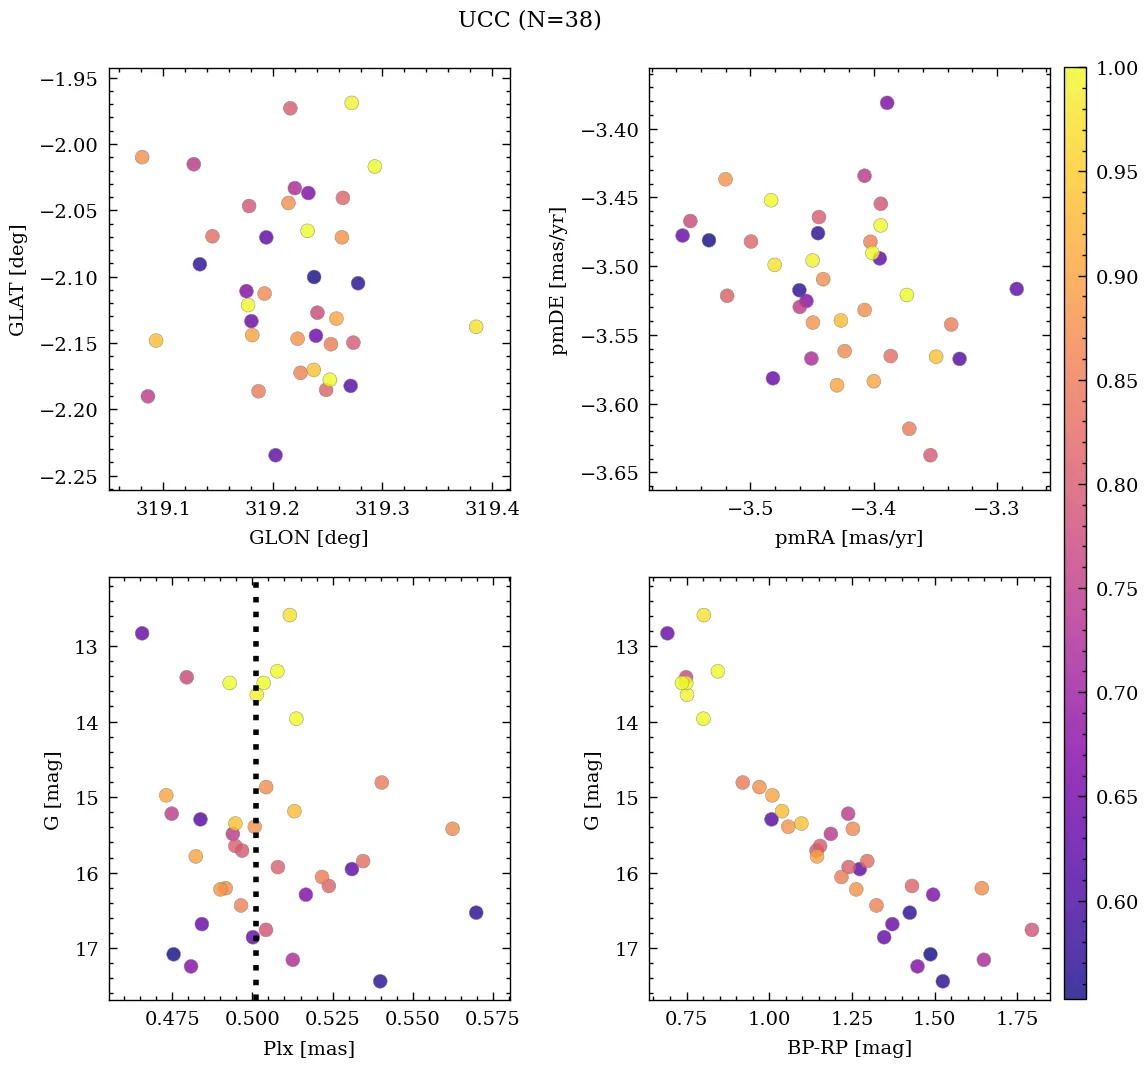 UCC (N=38)
−1.95
−2.00
−2.05
−2.10
−2.15
−2.20
−2.25
GLAT [deg]
319.1 319.2 319.3 319.4
GLON [deg]
−3.40
−3.45
−3.50
−3.55
−3.60
−3.65
pmDE [mas/yr]
−3.5 −3.4 −3.3
pmRA [mas/yr]
13
14
15
16
17
G [mag]
0.475 0.500 0.525 0.550 0.575
Plx [mas]
13
14
15
16
17
G [mag]
0.75 1.00 1.25 1.50 1.75
BP-RP [mag]
1.00
0.95
0.90
0.85
0.80
0.75
0.70
0.65
0.60